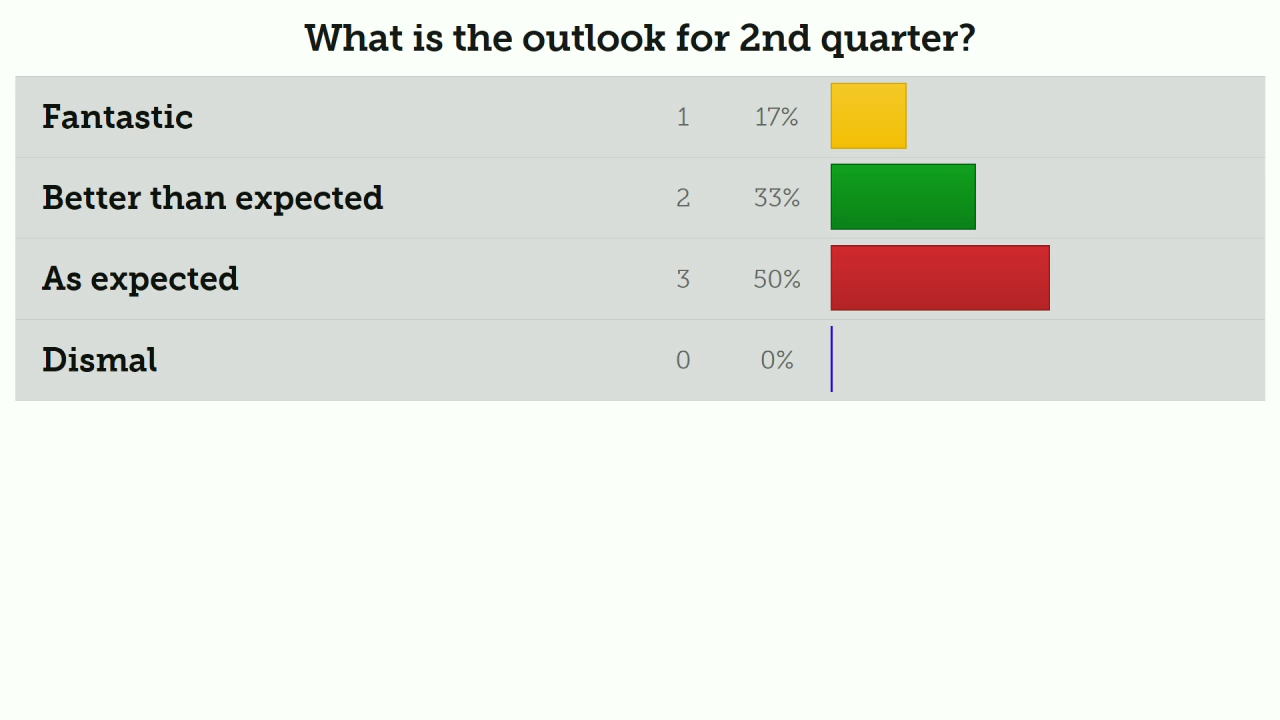 What is the outlook for 2nd quarter?
Fantastic 1 17%
Better than expected 2 33%
As expected 3 50%
Dismal 0 0%